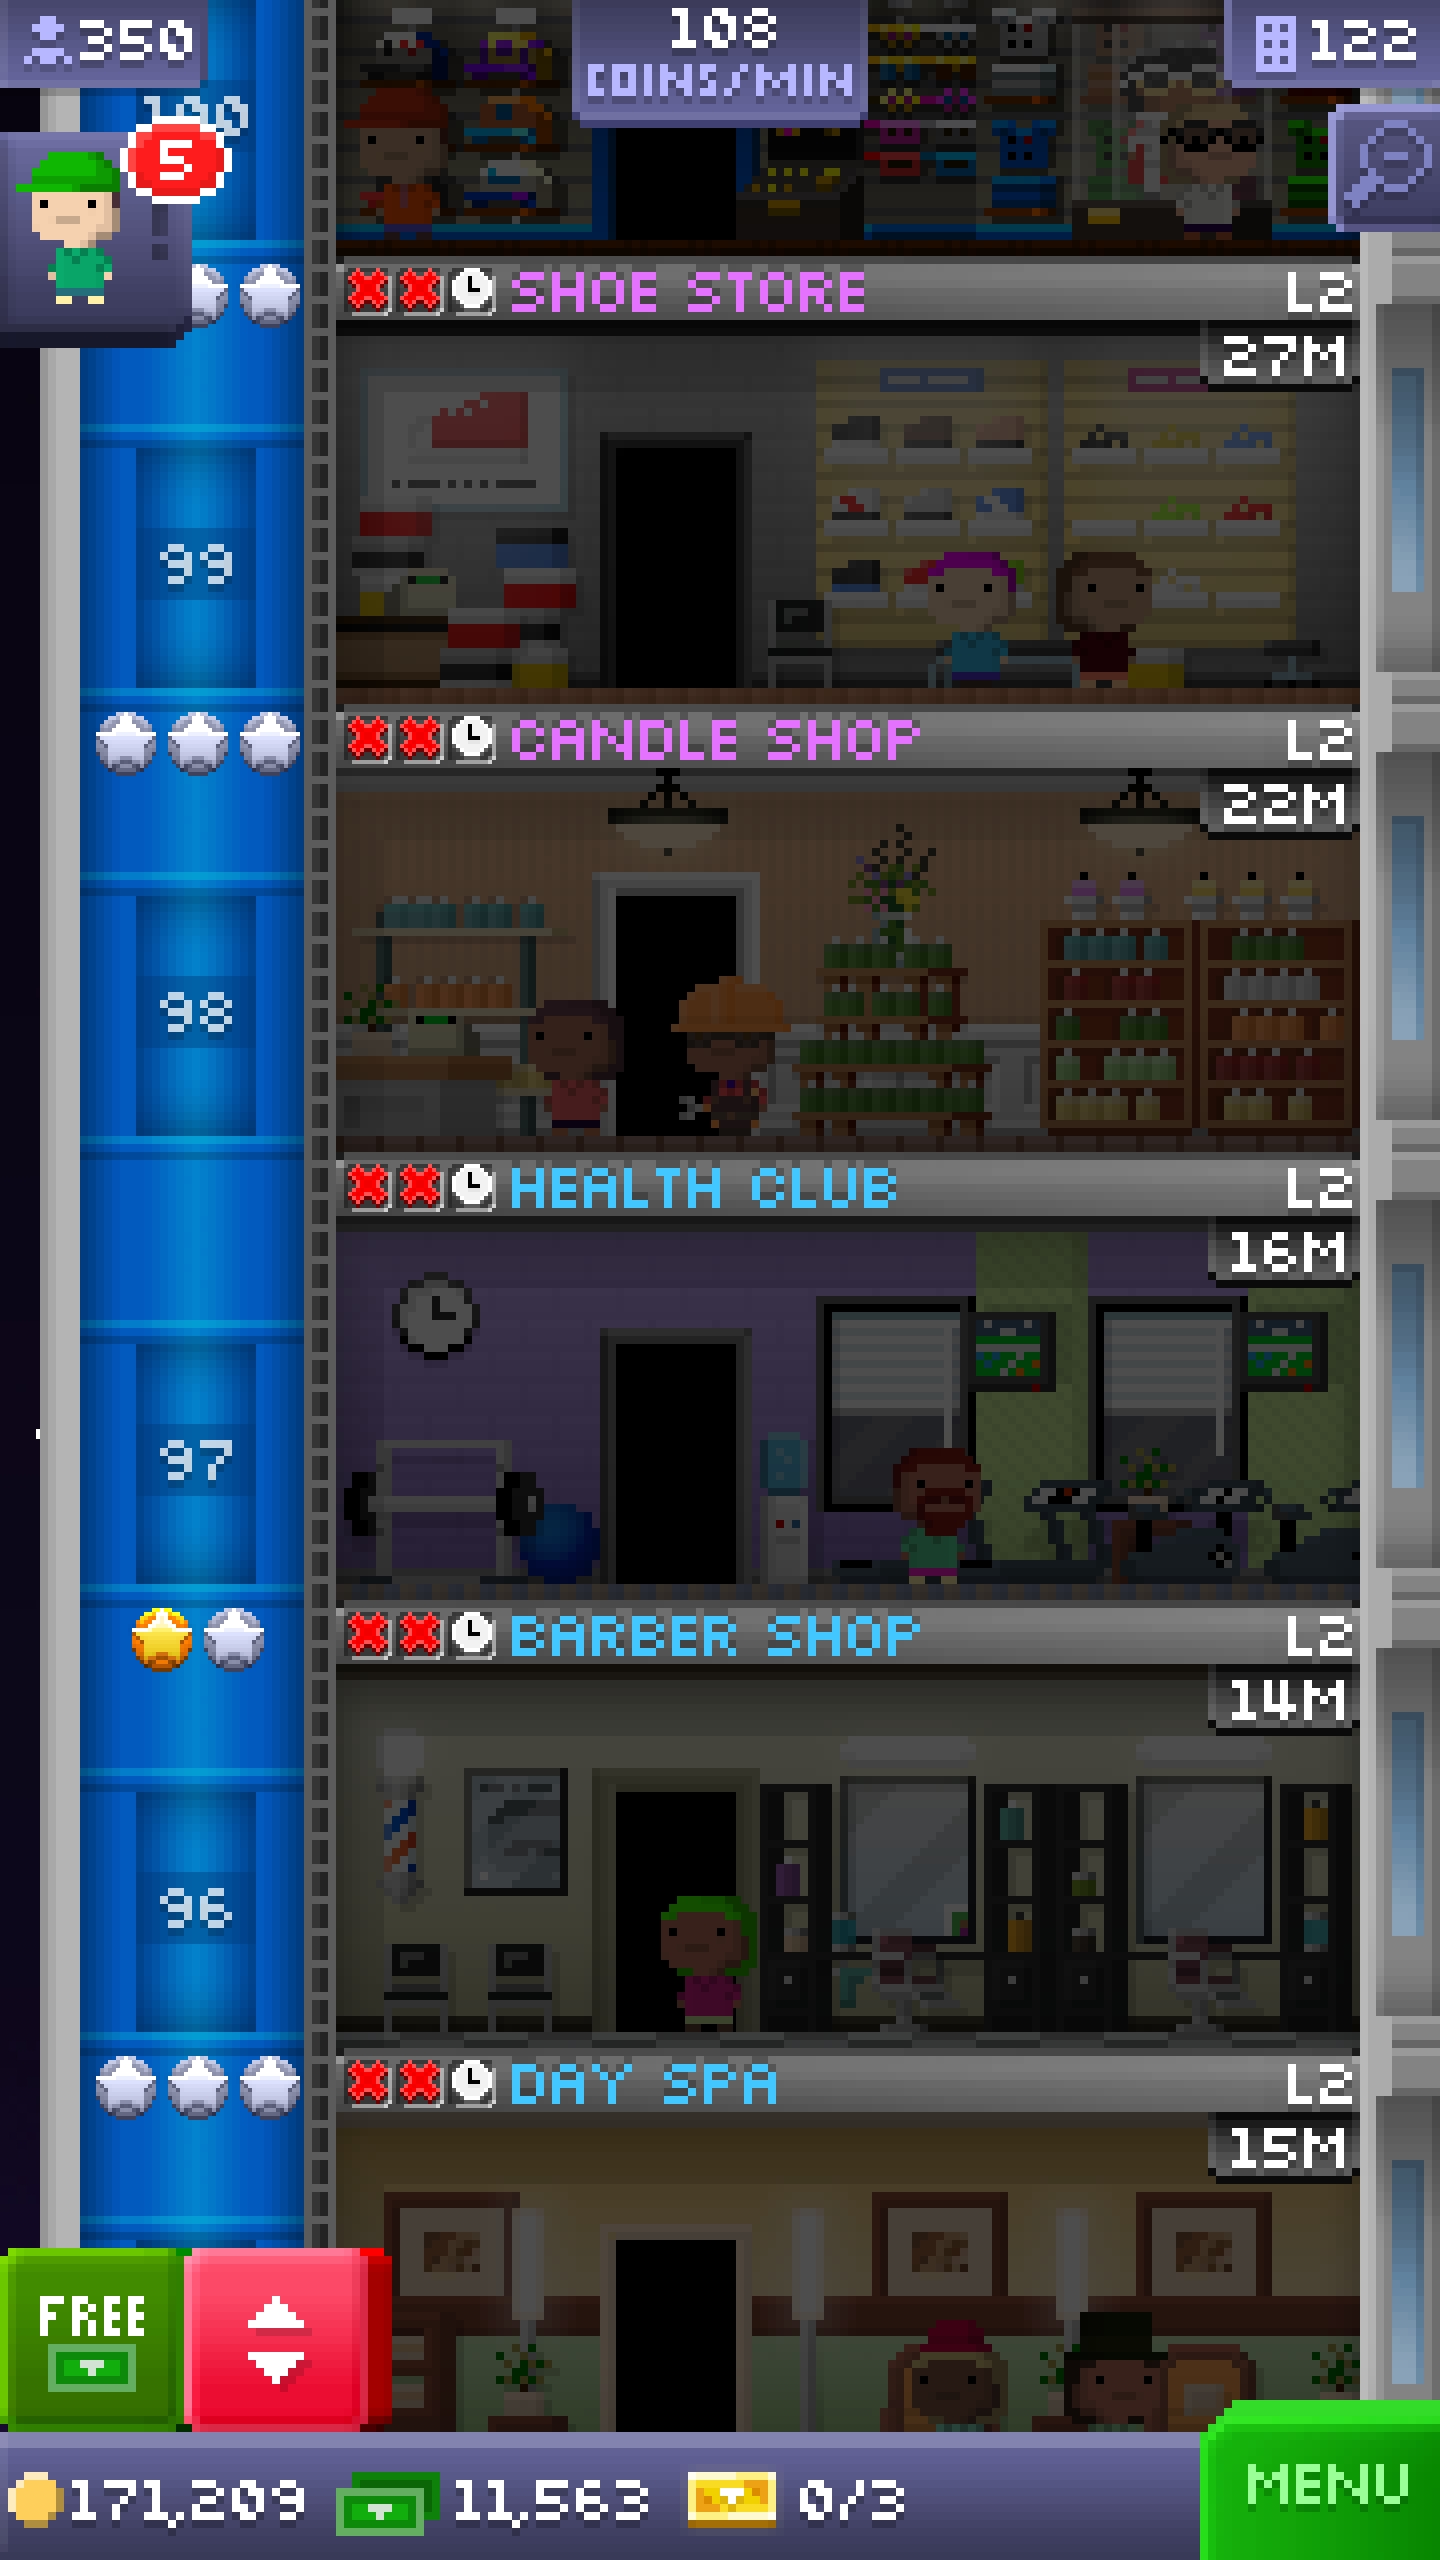 350
108
COINS/MIN
122
100
5
SHOE STORE
L2
27M
99
CANDLE SHOP
L2
22M
98
HEALTH CLUB
L2
16M
97
BARBER SHOP
L2
14M
96
DAY SPA
L2
15M
FREE
171,209
11,563
0/3
MENU